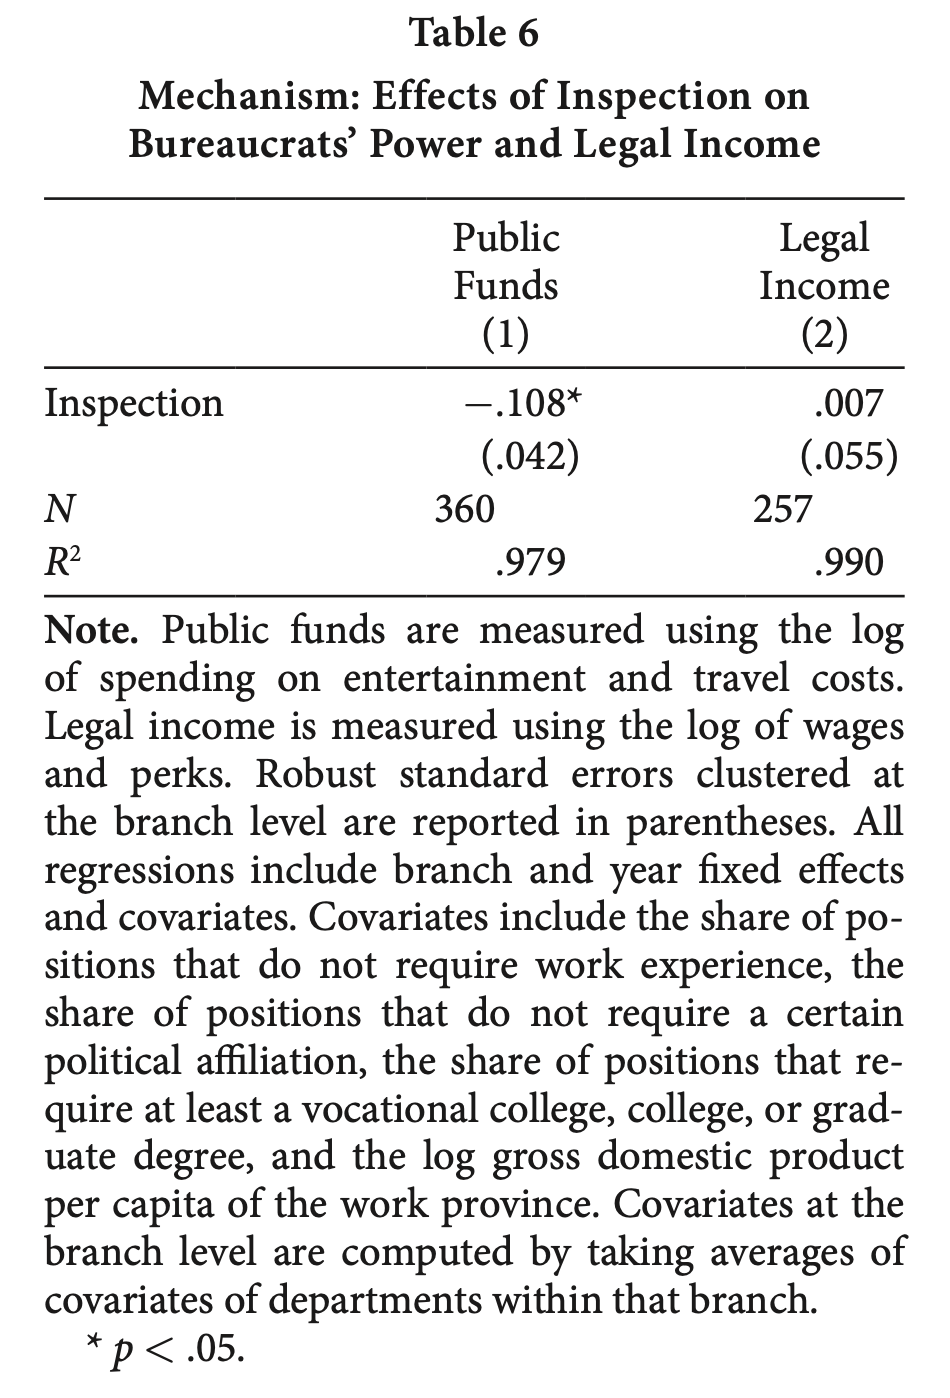 Table 6
Mechanism: Effects of Inspection on
Bureaucrats’ Power and Legal Income
Public Legal
Funds Income
(1) (2)
Inspection −.108* .007
(.042) (.055)
N 360 257
R² .979 .990
Note. Public funds are measured using the log
of spending on entertainment and travel costs.
Legal income is measured using the log of wages
and perks. Robust standard errors clustered at
the branch level are reported in parentheses. All
regressions include branch and year fixed effects
and covariates. Covariates include the share of po-
sitions that do not require work experience, the
share of positions that do not require a certain
political affiliation, the share of positions that re-
quire at least a vocational college, college, or grad-
uate degree, and the log gross domestic product
per capita of the work province. Covariates at the
branch level are computed by taking averages of
covariates of departments within that branch.
* p < .05.